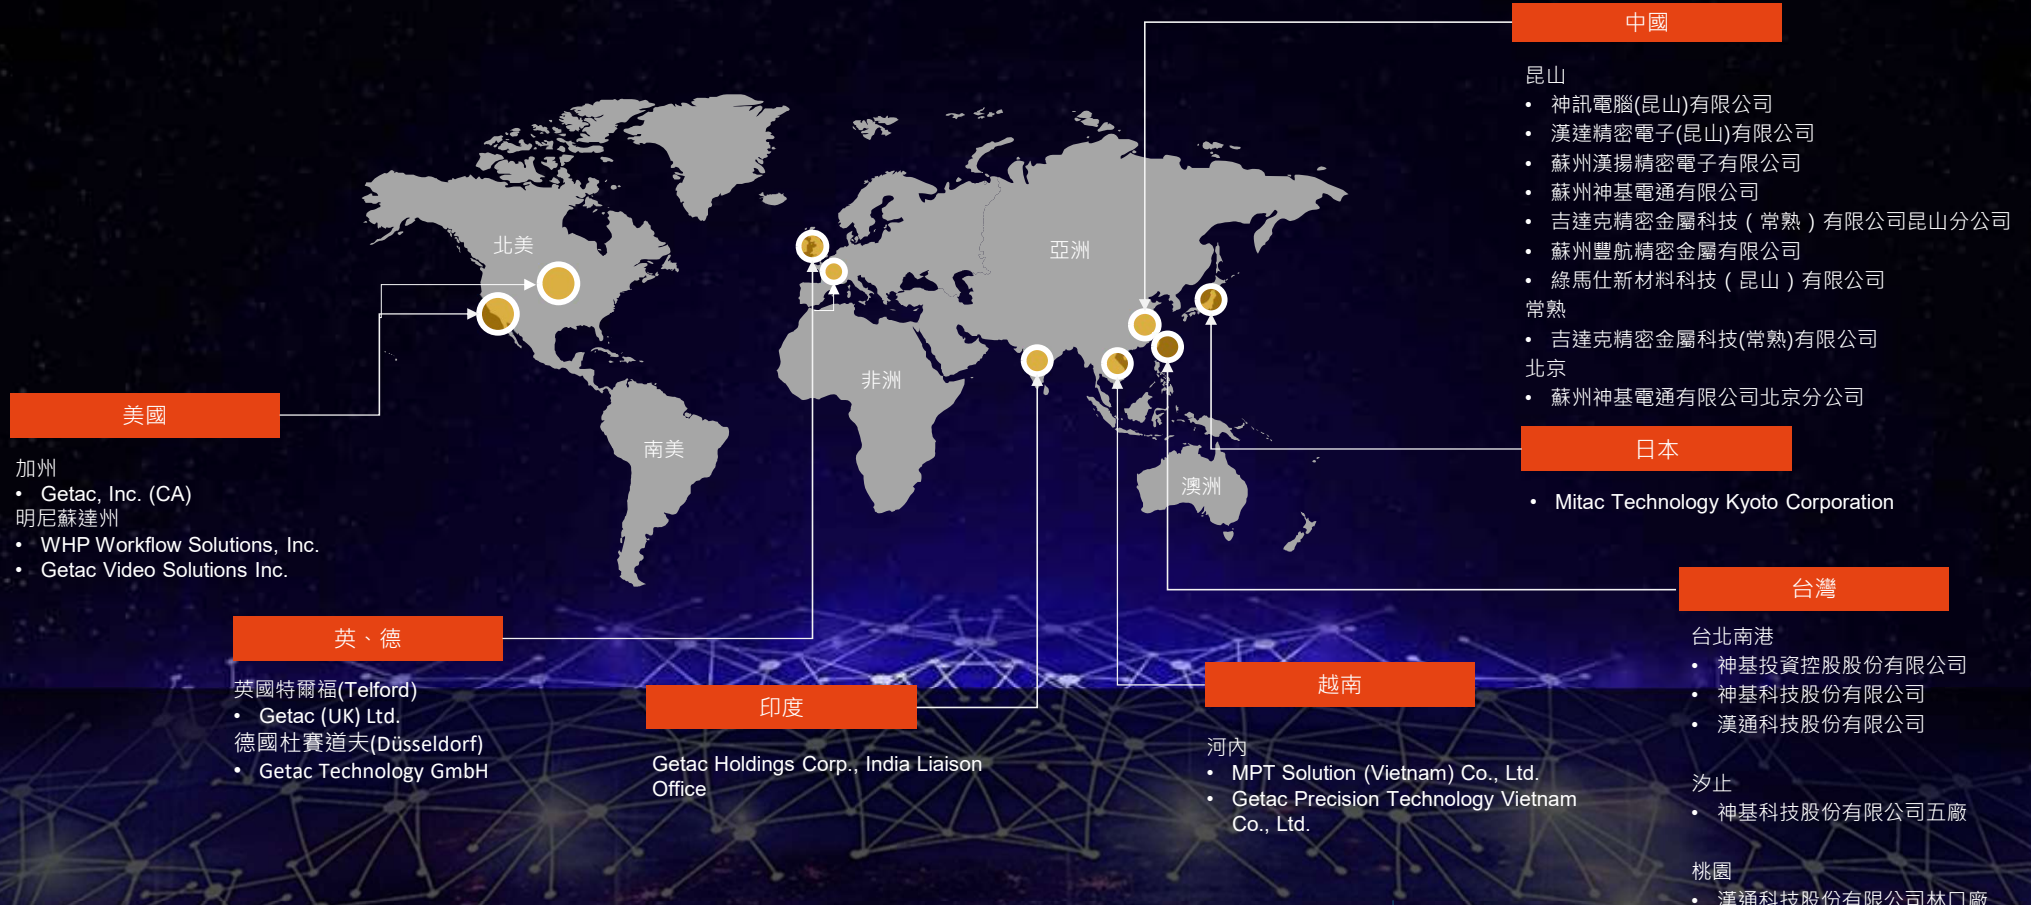 中國
昆山
• 神訊電腦(昆山)有限公司
• 漢達精密電子(昆山)有限公司
• 蘇州漢揚精密電子有限公司
• 蘇州神基電通有限公司
• 吉達克精密金屬科技（常熟）有限公司昆山分公司
• 蘇州豐航精密金屬有限公司
• 綠馬仕新材料科技（昆山）有限公司
常熟
• 吉達克精密金屬科技(常熟)有限公司
北京
• 蘇州神基電通有限公司北京分公司
北美
亞洲
非洲
南美
澳洲
美國
加州
• Getac, Inc. (CA)
明尼蘇達州
• WHP Workflow Solutions, Inc.
• Getac Video Solutions Inc.
日本
• Mitac Technology Kyoto Corporation
英、德
英國特爾福(Telford)
• Getac (UK) Ltd.
德國杜賽道夫(Düsseldorf)
• Getac Technology GmbH
印度
Getac Holdings Corp., India Liaison
Office
越南
河內
• MPT Solution (Vietnam) Co., Ltd.
• Getac Precision Technology Vietnam
Co., Ltd.
台灣
台北南港
• 神基投資控股股份有限公司
• 神基科技股份有限公司
• 漢通科技股份有限公司
汐止
• 神基科技股份有限公司五廠
桃園
• 漢通科技股份有限公司林口廠